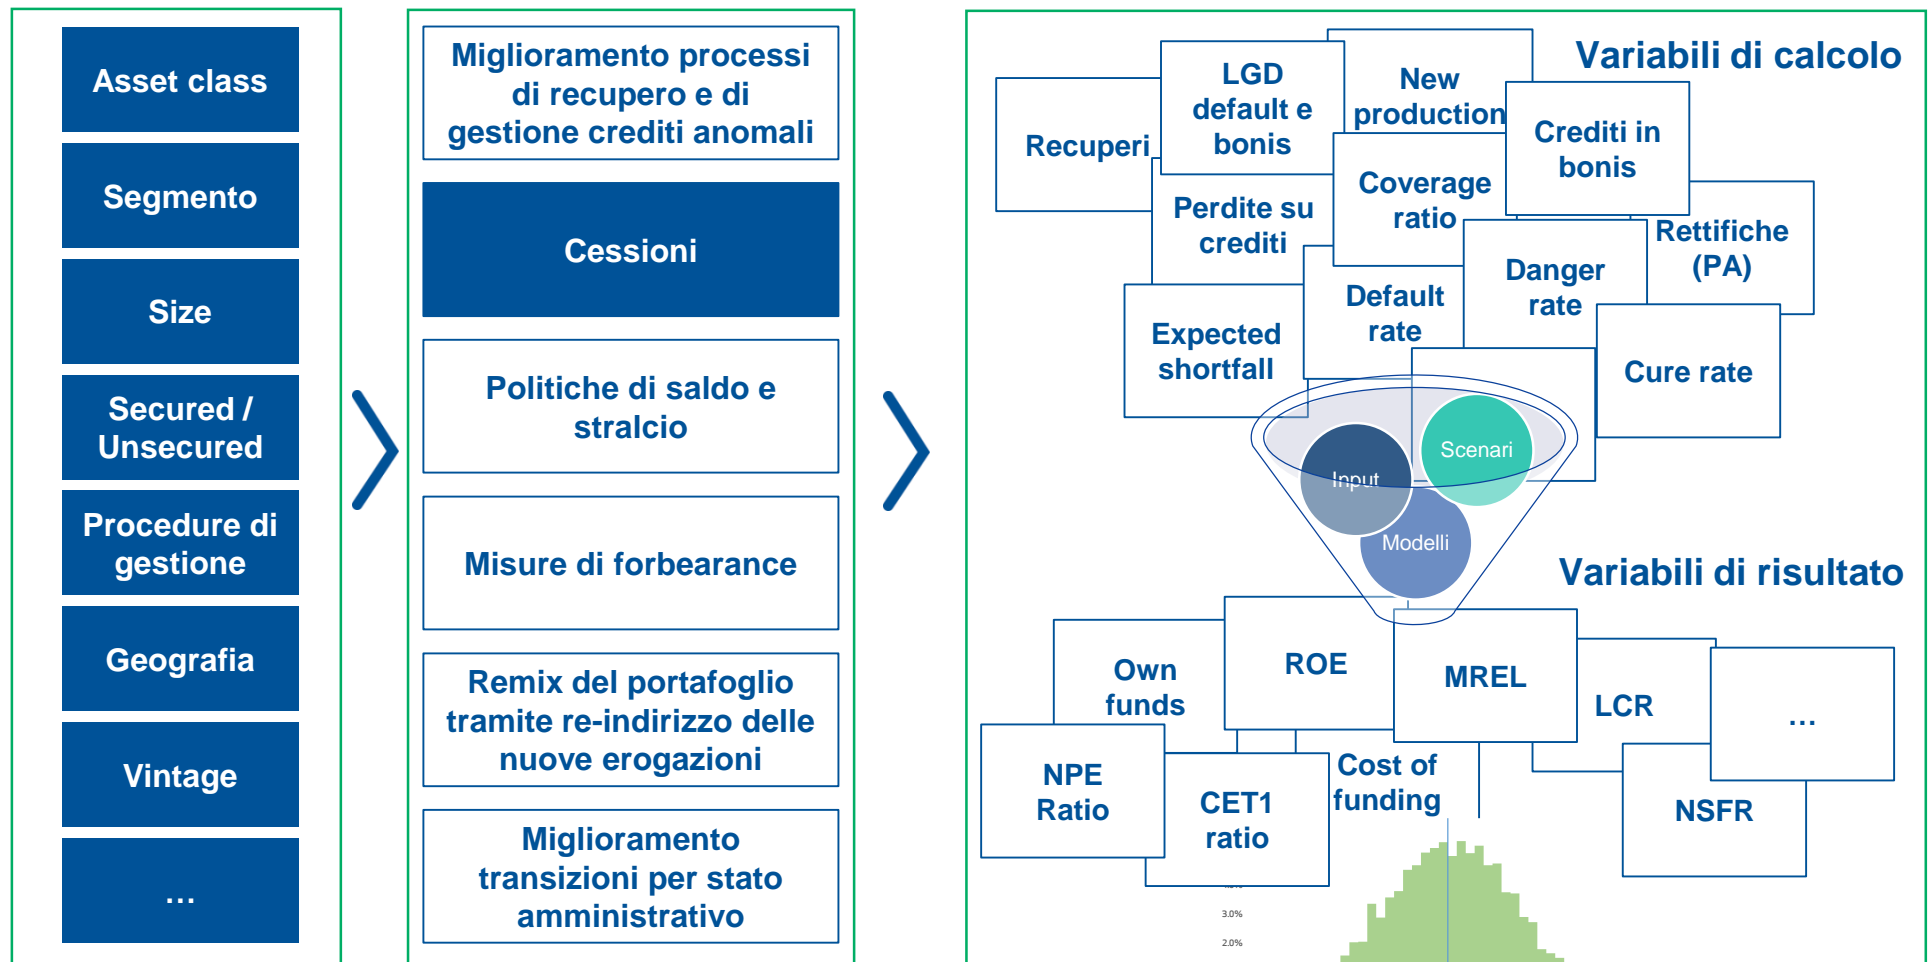 Asset class
Segmento
Size
Secured /
Unsecured
Procedure di
gestione
Geografia
Vintage
…
Miglioramento processi
di recupero e di
gestione crediti anomali
Cessioni
Politiche di saldo e
stralcio
Misure di forbearance
Remix del portafoglio
tramite re-indirizzo delle
nuove erogazioni
Miglioramento
transizioni per stato
amministrativo
Variabili di calcolo
Recuperi
LGD
default e
bonis
New
production
Crediti in
bonis
Perdite su
crediti
Coverage
ratio
Rettifiche
(PA)
Danger
rate
Default
rate
Expected
shortfall
Cure rate
Scenari
Input
Modelli
Variabili di risultato
Own
funds
ROE
MREL
LCR
…
NPE
Ratio
CET1
ratio
Cost of
funding
NSFR
3.0%
2.0%